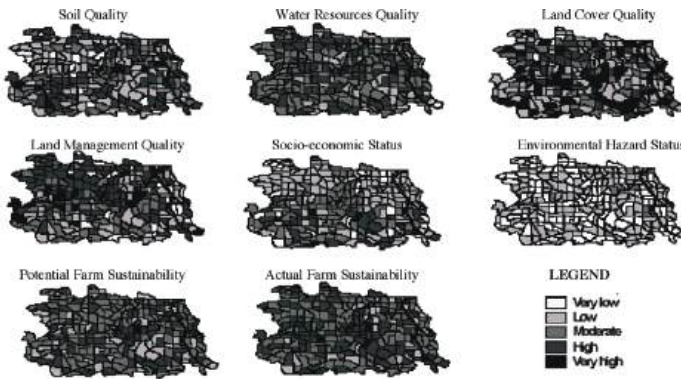 Soil Quality
Water Resources Quality
Land Cover Quality
Land Management Quality
Socio-economic Status
Environmental Hazard Status
Potential Farm Sustainability
Actual Farm Sustainability
LEGEND
Very low
Low
Moderate
High
Very high